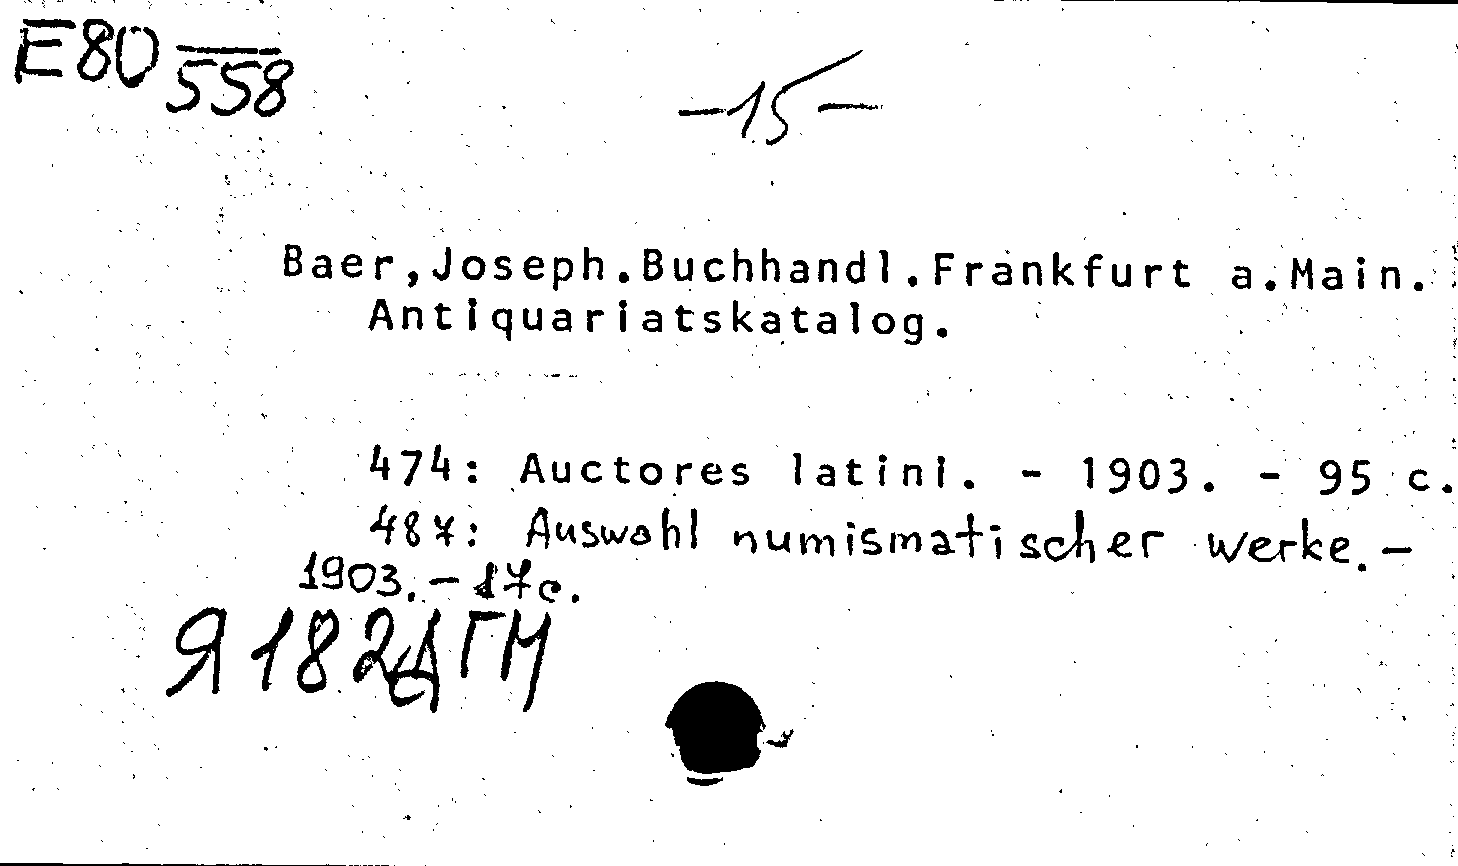 E80 558
-15-
Baer,Joseph.Buchhandl.Frankfurt a.Main.
Antiquariatskatalog.
474: Auctores latini. - 1903. - 95 c.
487: Auswahl numismatischer Werke.-
1903.- 17c.
Я 182